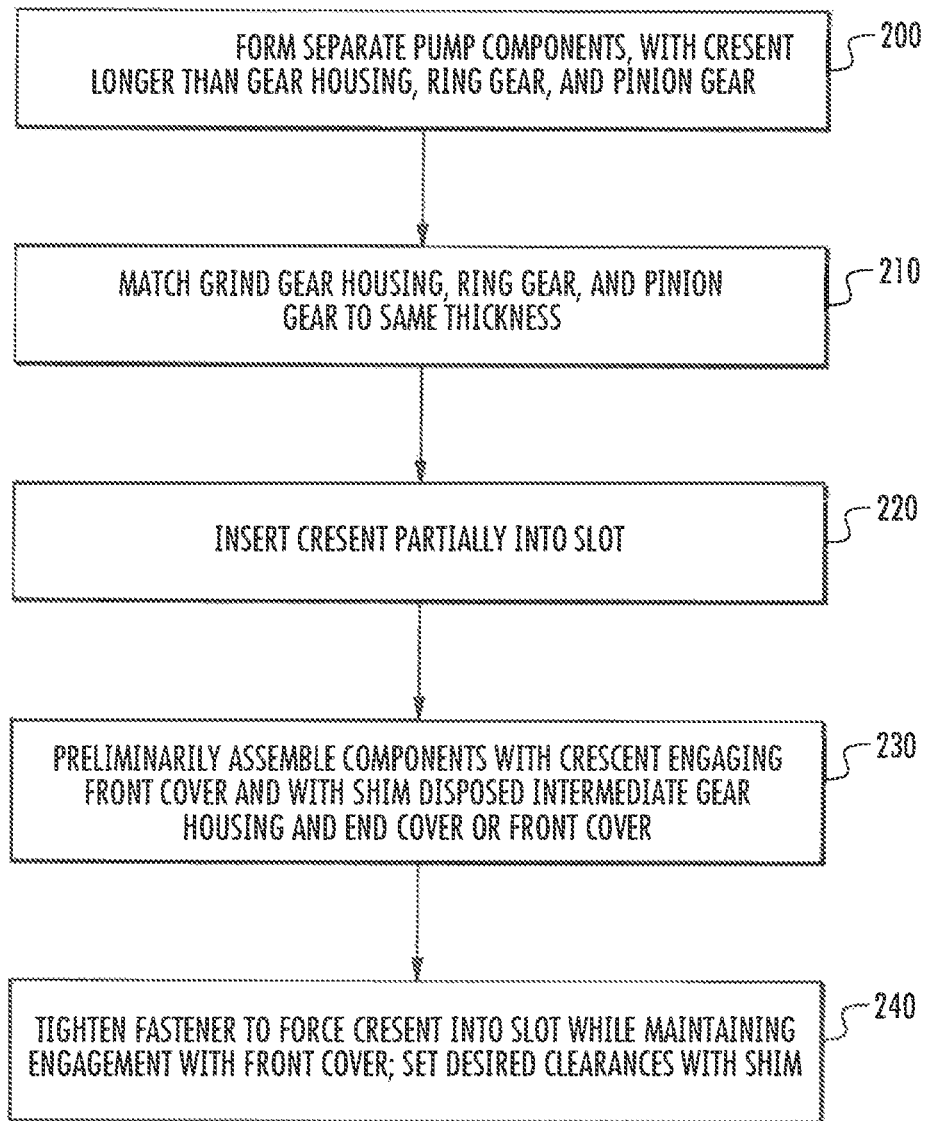 FORM SEPARATE PUMP COMPONENTS, WITH CRESENT
LONGER THAN GEAR HOUSING, RING GEAR, AND PINION GEAR
200
MATCH GRIND GEAR HOUSING, RING GEAR, AND PINION
GEAR TO SAME THICKNESS
210
INSERT CRESENT PARTIALLY INTO SLOT
220
PRELIMINARILY ASSEMBLE COMPONENTS WITH CRESCENT ENGAGING
FRONT COVER AND WITH SHIM DISPOSED INTERMEDIATE GEAR
HOUSING AND END COVER OR FRONT COVER
230
TIGHTEN FASTENER TO FORCE CRESENT INTO SLOT WHILE MAINTAINING
ENGAGEMENT WITH FRONT COVER; SET DESIRED CLEARANCES WITH SHIM
240